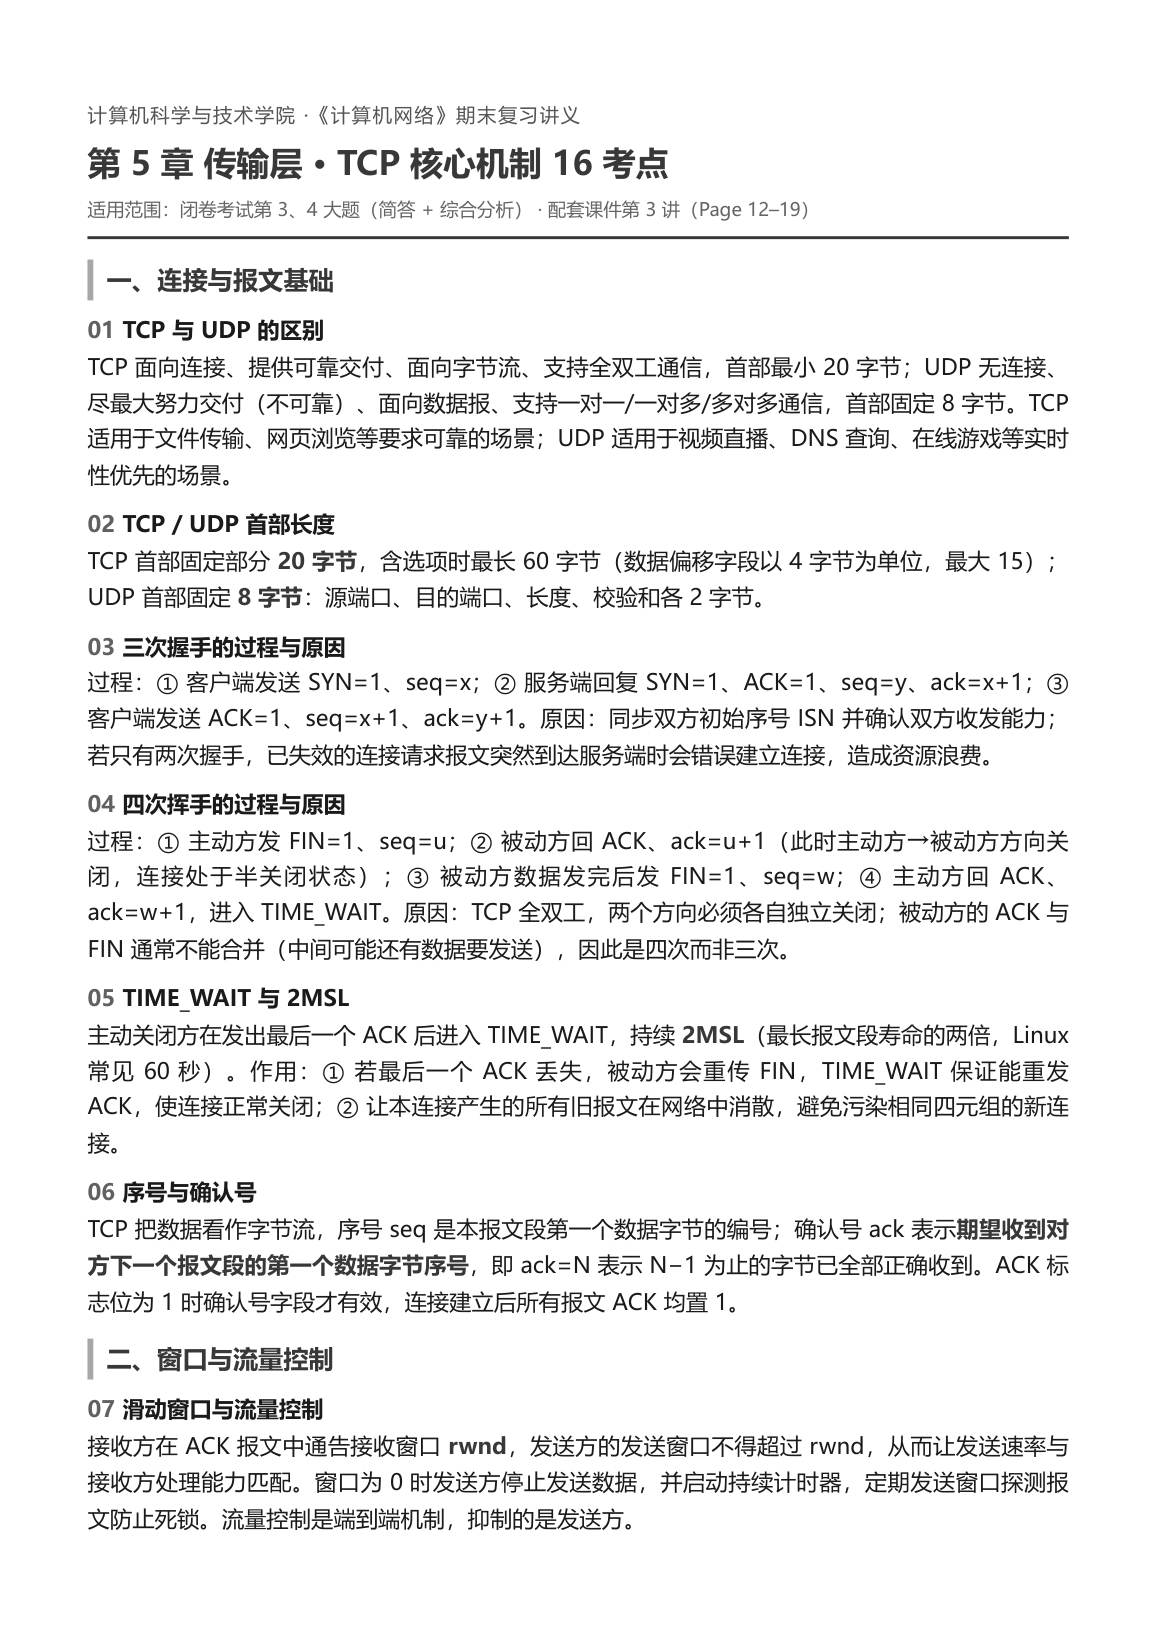 计算机科学与技术学院 ·《计算机网络》期末复习讲义
第 5 章 传输层 • TCP 核心机制 16 考点
适用范围：闭卷考试第 3、4 大题（简答 + 综合分析） · 配套课件第 3 讲（Page 12–19）
一、连接与报文基础
01 TCP 与 UDP 的区别
TCP 面向连接、提供可靠交付、面向字节流、支持全双工通信，首部最小 20 字节；UDP 无连接、
尽最大努力交付（不可靠）、面向数据报、支持一对一/一对多/多对多通信，首部固定 8 字节。TCP
适用于文件传输、网页浏览等要求可靠的场景；UDP 适用于视频直播、DNS 查询、在线游戏等实时
性优先的场景。
02 TCP / UDP 首部长度
TCP 首部固定部分 20 字节，含选项时最长 60 字节（数据偏移字段以 4 字节为单位，最大 15）；
UDP 首部固定 8 字节：源端口、目的端口、长度、校验和各 2 字节。
03 三次握手的过程与原因
过程：① 客户端发送 SYN=1、seq=x；② 服务端回复 SYN=1、ACK=1、seq=y、ack=x+1；③
客户端发送 ACK=1、seq=x+1、ack=y+1。原因：同步双方初始序号 ISN 并确认双方收发能力；
若只有两次握手，已失效的连接请求报文突然到达服务端时会错误建立连接，造成资源浪费。
04 四次挥手的过程与原因
过程：① 主动方发 FIN=1、seq=u；② 被动方回 ACK、ack=u+1（此时主动方→被动方方向关
闭，连接处于半关闭状态）；③ 被动方数据发完后发 FIN=1、seq=w；④ 主动方回 ACK、
ack=w+1，进入 TIME_WAIT。原因：TCP 全双工，两个方向必须各自独立关闭；被动方的 ACK 与
FIN 通常不能合并（中间可能还有数据要发送），因此是四次而非三次。
05 TIME_WAIT 与 2MSL
主动关闭方在发出最后一个 ACK 后进入 TIME_WAIT，持续 2MSL（最长报文段寿命的两倍，Linux
常见 60 秒）。作用：① 若最后一个 ACK 丢失，被动方会重传 FIN，TIME_WAIT 保证能重发
ACK，使连接正常关闭；② 让本连接产生的所有旧报文在网络中消散，避免污染相同四元组的新连
接。
06 序号与确认号
TCP 把数据看作字节流，序号 seq 是本报文段第一个数据字节的编号；确认号 ack 表示期望收到对
方下一个报文段的第一个数据字节序号，即 ack=N 表示 N−1 为止的字节已全部正确收到。ACK 标
志位为 1 时确认号字段才有效，连接建立后所有报文 ACK 均置 1。
二、窗口与流量控制
07 滑动窗口与流量控制
接收方在 ACK 报文中通告接收窗口 rwnd，发送方的发送窗口不得超过 rwnd，从而让发送速率与
接收方处理能力匹配。窗口为 0 时发送方停止发送数据，并启动持续计时器，定期发送窗口探测报
文防止死锁。流量控制是端到端机制，抑制的是发送方。